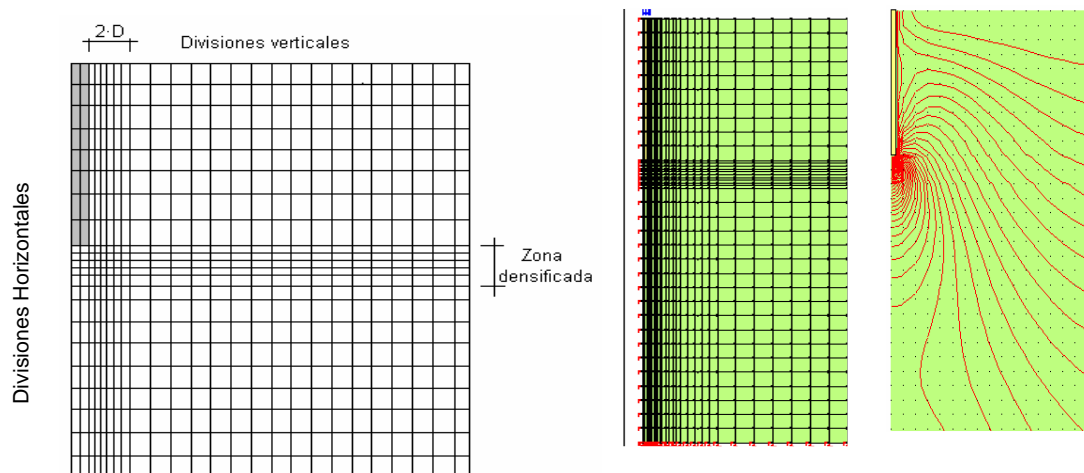 2·D
Divisiones verticales
Divisiones Horizontales
Zona
densificada